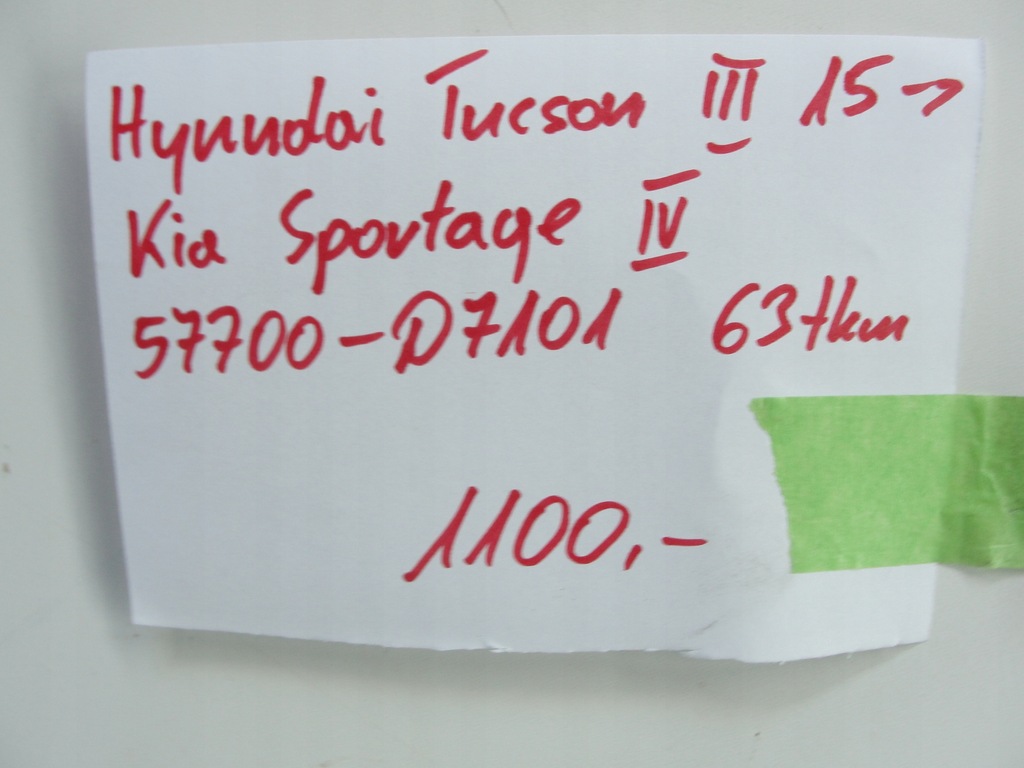 Hyundai Tucson III 15->
Kia Sportage IV
57700-D7101 63tkm
1100,-